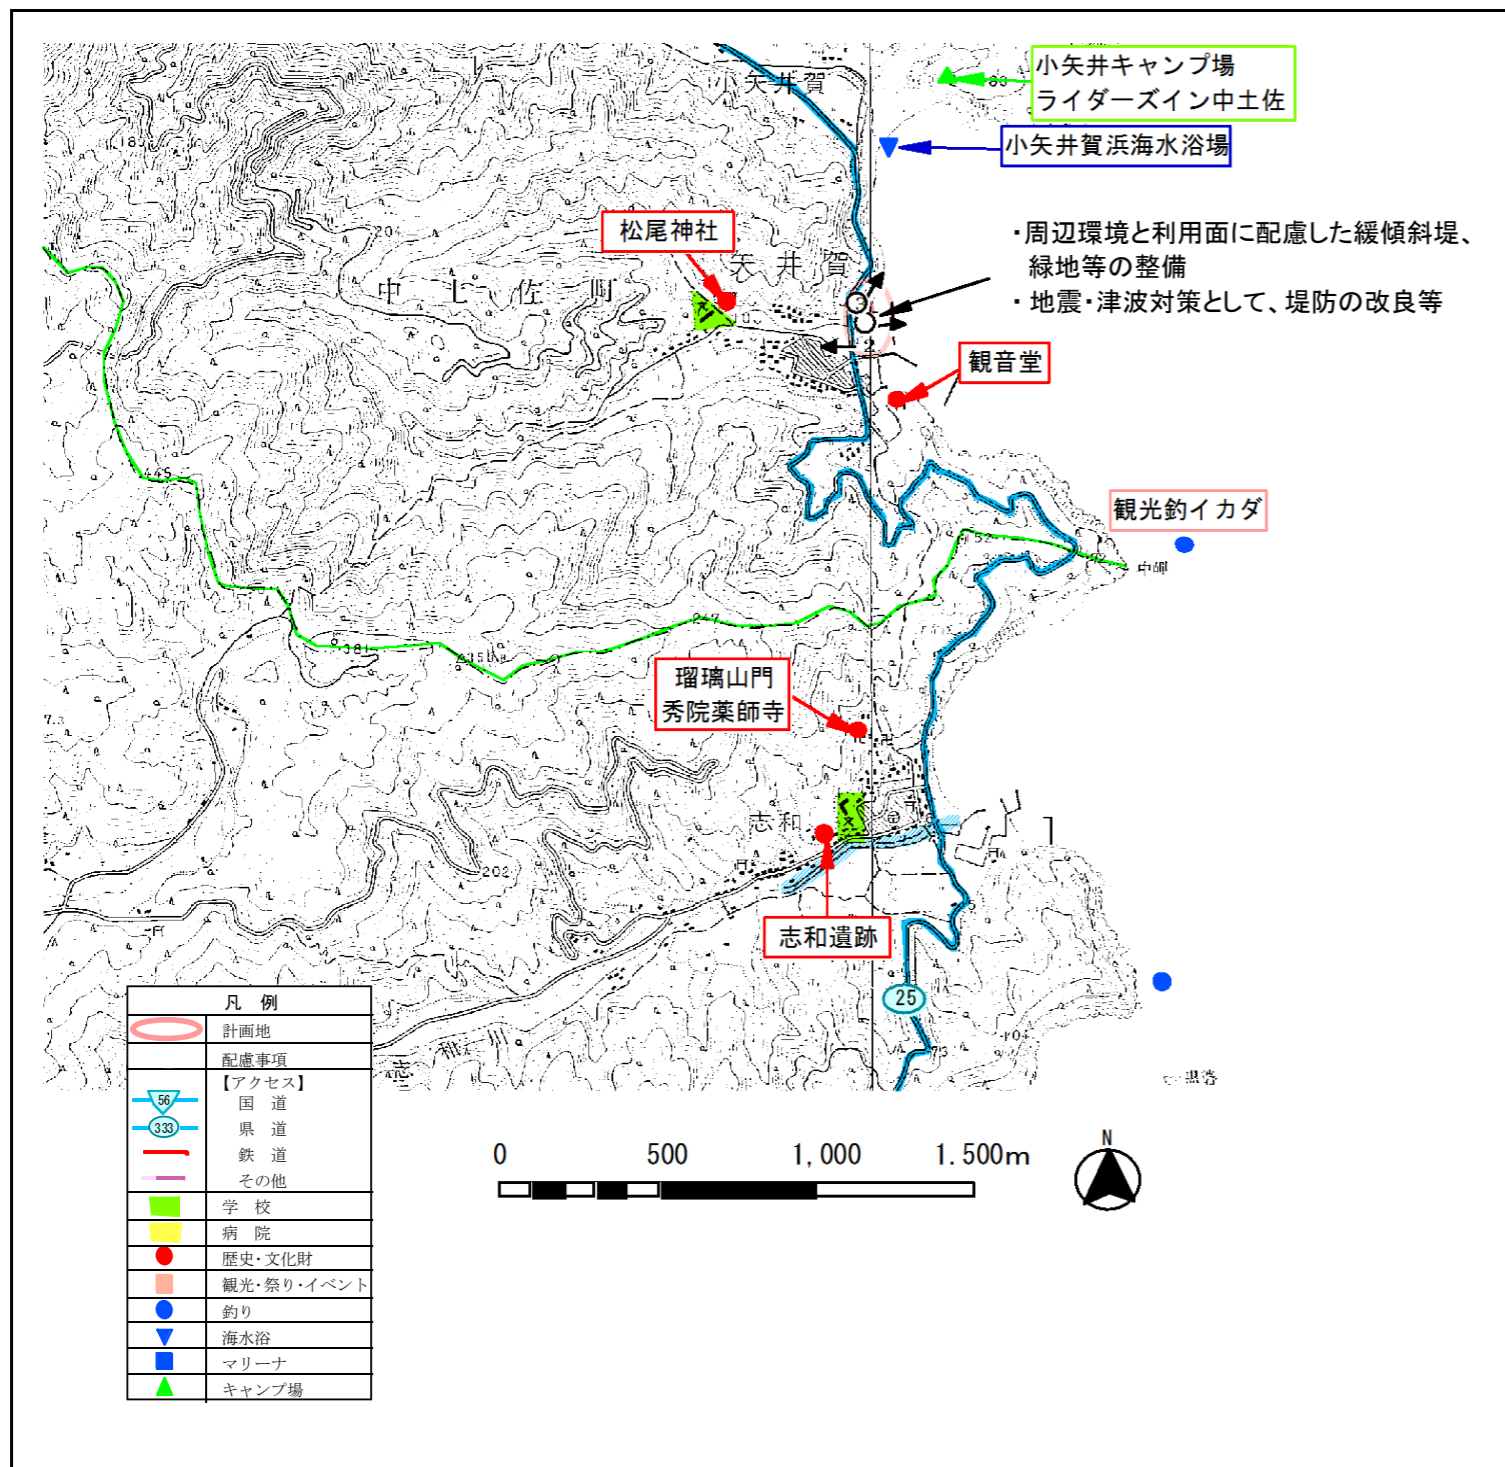 小矢井賀
小矢井キャンプ場
ライダーズイン中土佐
小矢井賀浜海水浴場
松尾神社
矢井賀
中土佐町
・周辺環境と利用面に配慮した緩傾斜堤、
緑地等の整備
・地震・津波対策として、堤防の改良等
観音堂
観光釣イカダ
瑠璃山門
秀院薬師寺
志和
志和遺跡
202
25
凡 例
計画地
配慮事項
【アクセス】
56
国 道
333
県 道
鉄 道
その他
学 校
病 院
歴史・文化財
観光・祭り・イベント
釣り
海水浴
マリーナ
キャンプ場
0 500 1,000 1.500m
N